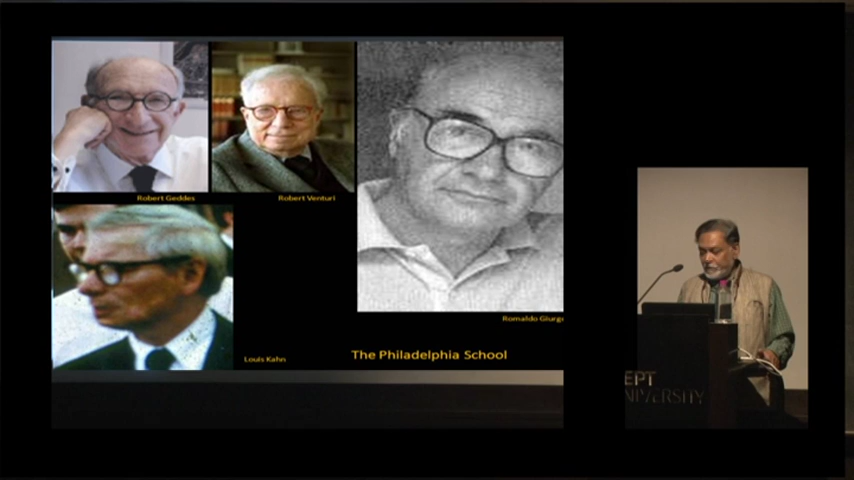 Robert Geddes
Robert Venturi
Romaldo Giurgo
Louis Kahn
The Philadelphia School
EPT
NIVERSITY